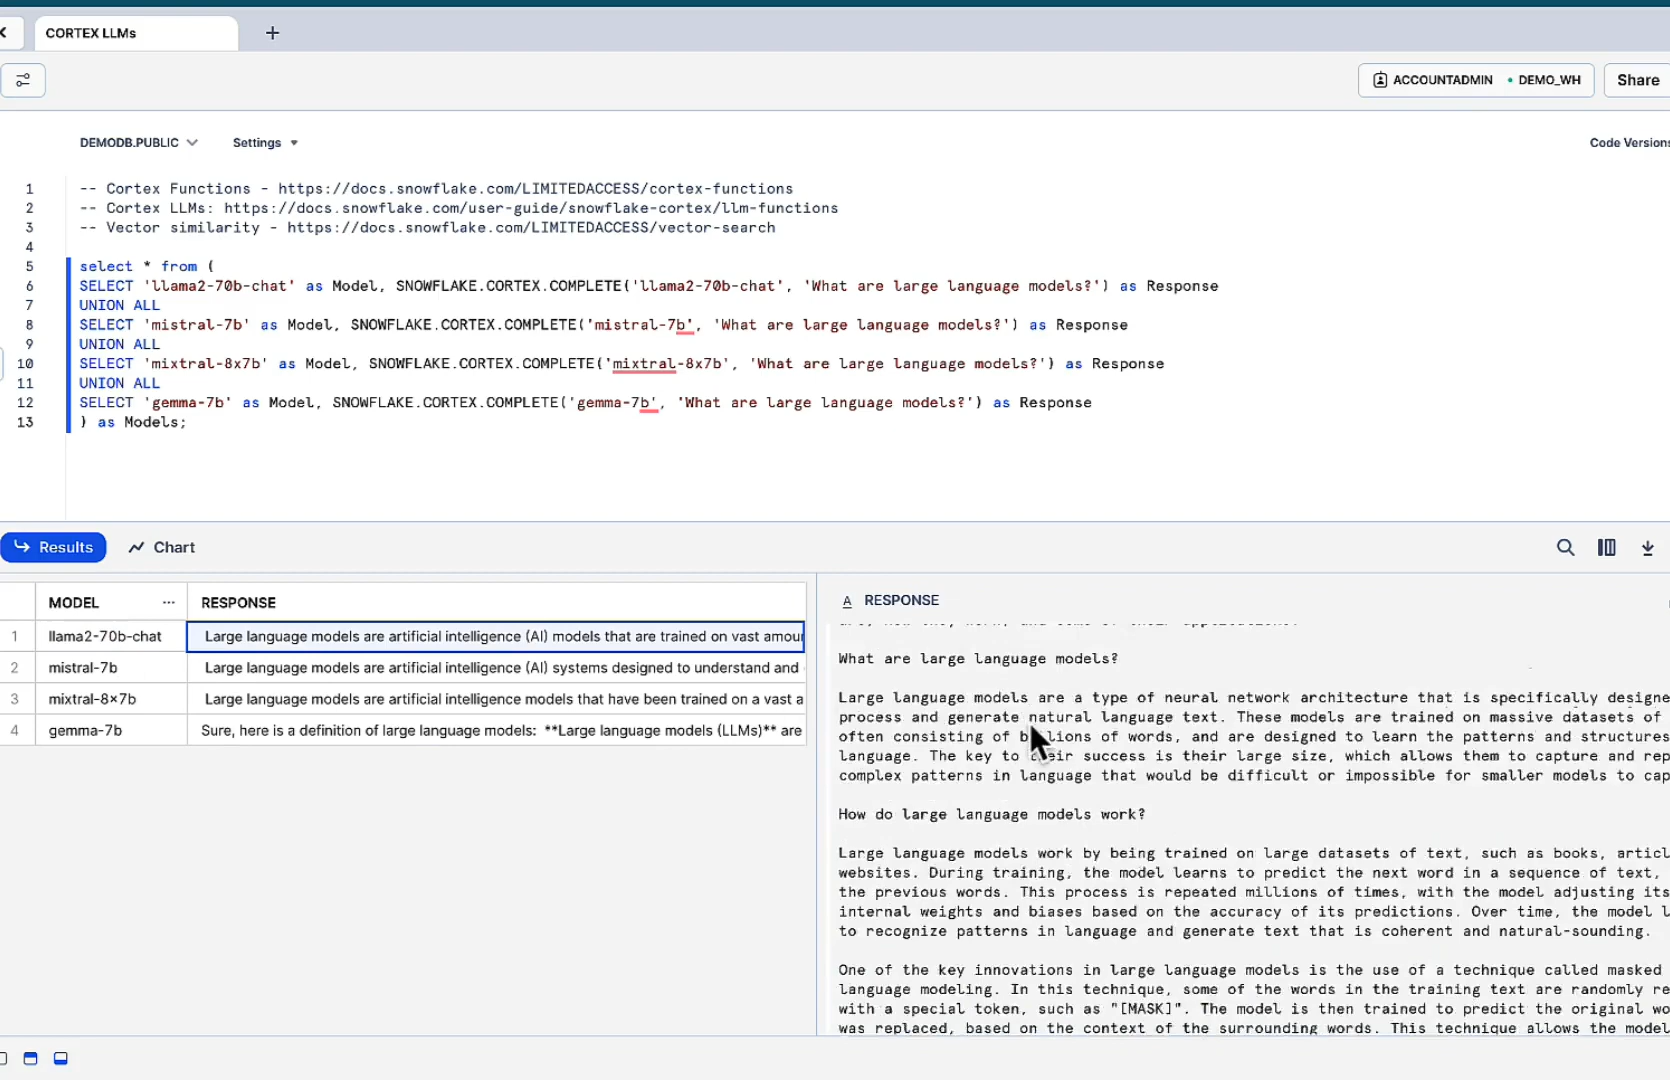 CORTEX LLMs
+
ACCOUNTADMIN • DEMO_WH
Share
DEMODB.PUBLIC
Settings
Code Versions
1 -- Cortex Functions - https://docs.snowflake.com/LIMITEDACCESS/cortex-functions
2 -- Cortex LLMs: https://docs.snowflake.com/user-guide/snowflake-cortex/llm-functions
3 -- Vector similarity - https://docs.snowflake.com/LIMITEDACCESS/vector-search
4
5 select * from (
6 SELECT 'llama2-70b-chat' as Model, SNOWFLAKE.CORTEX.COMPLETE('llama2-70b-chat', 'What are large language models?') as Response
7 UNION ALL
8 SELECT 'mistral-7b' as Model, SNOWFLAKE.CORTEX.COMPLETE('mistral-7b', 'What are large language models?') as Response
9 UNION ALL
10 SELECT 'mixtral-8x7b' as Model, SNOWFLAKE.CORTEX.COMPLETE('mixtral-8x7b', 'What are large language models?') as Response
11 UNION ALL
12 SELECT 'gemma-7b' as Model, SNOWFLAKE.CORTEX.COMPLETE('gemma-7b', 'What are large language models?') as Response
13 ) as Models;
Results
Chart
MODEL ... RESPONSE
1 llama2-70b-chat Large language models are artificial intelligence (AI) models that are trained on vast amou
2 mistral-7b Large language models are artificial intelligence (AI) systems designed to understand and
3 mixtral-8x7b Large language models are artificial intelligence models that have been trained on a vast a
4 gemma-7b Sure, here is a definition of large language models: **Large language models (LLMs)** are
A RESPONSE
What are large language models?
Large language models are a type of neural network architecture that is specifically designe
process and generate natural language text. These models are trained on massive datasets of
often consisting of billions of words, and are designed to learn the patterns and structures
language. The key to their success is their large size, which allows them to capture and rep
complex patterns in language that would be difficult or impossible for smaller models to cap
How do large language models work?
Large language models work by being trained on large datasets of text, such as books, articl
websites. During training, the model learns to predict the next word in a sequence of text,
the previous words. This process is repeated millions of times, with the model adjusting its
internal weights and biases based on the accuracy of its predictions. Over time, the model l
to recognize patterns in language and generate text that is coherent and natural-sounding.
One of the key innovations in large language models is the use of a technique called masked
language modeling. In this technique, some of the words in the training text are randomly re
with a special token, such as "[MASK]". The model is then trained to predict the original wo
was replaced, based on the context of the surrounding words. This technique allows the model